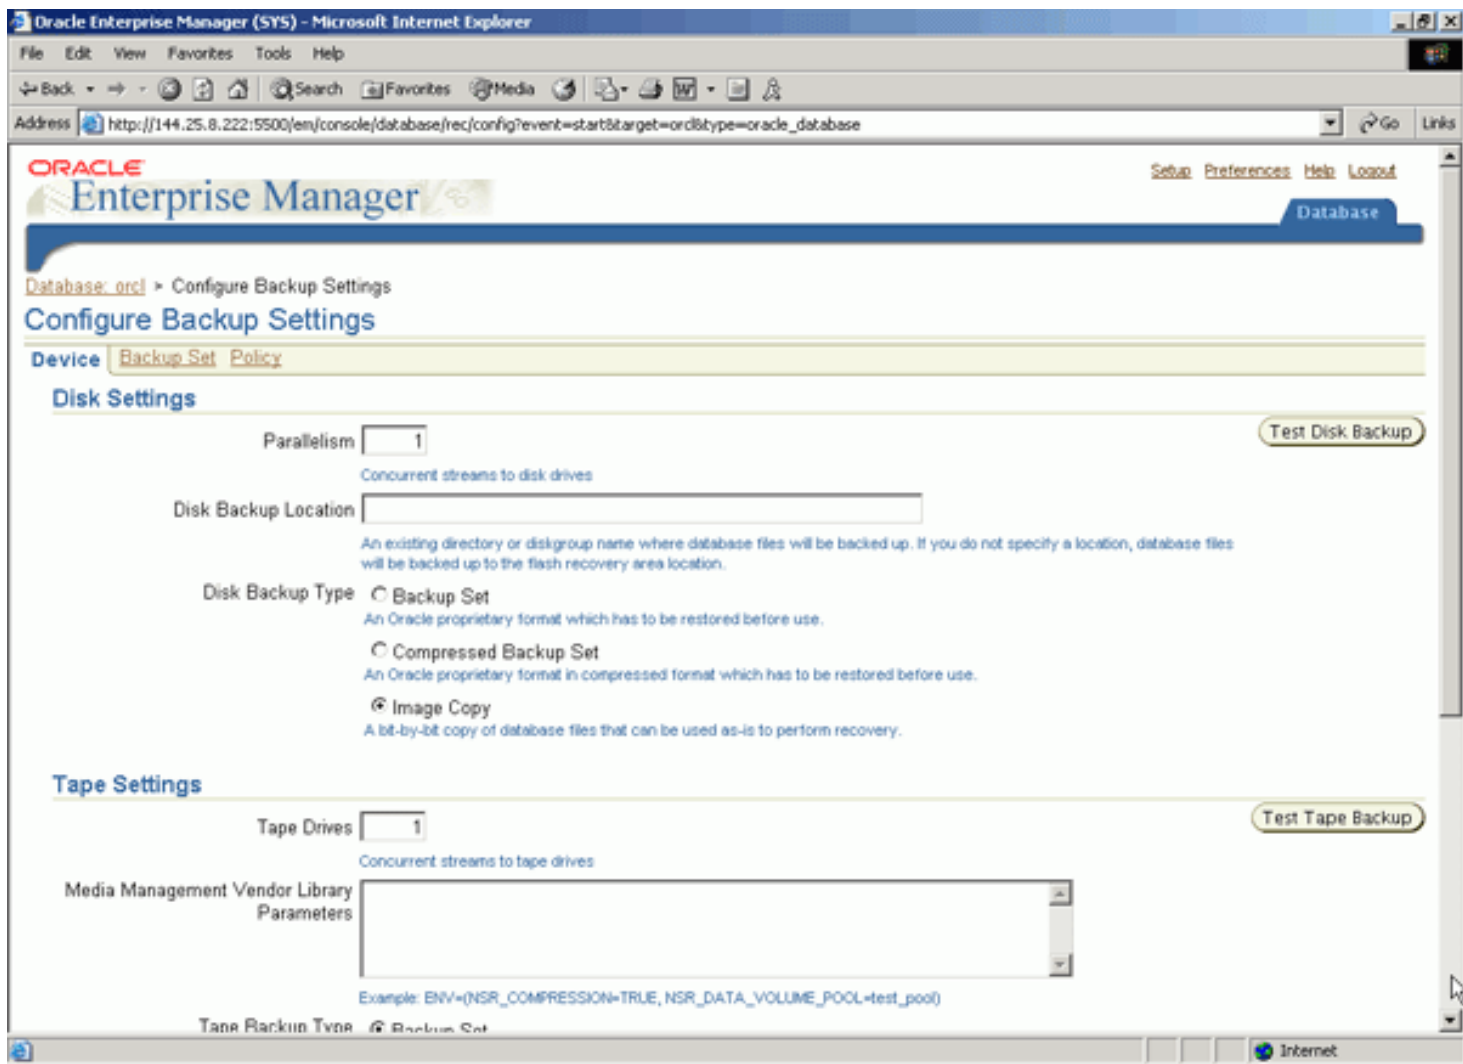 Oracle Enterprise Manager (SYS) - Microsoft Internet Explorer
File Edit View Favorites Tools Help
Back Search Favorites Media
Address http://144.25.8.222:5500/em/console/database/rec/config?event=start&target=orcl&type=oracle_database Go Links
ORACLE
Enterprise Manager
Setup Preferences Help Logout
Database
Database: orcl > Configure Backup Settings
Configure Backup Settings
Device Backup Set Policy
Disk Settings
Test Disk Backup
Parallelism 1
Concurrent streams to disk drives
Disk Backup Location
An existing directory or diskgroup name where database files will be backed up. If you do not specify a location, database files
will be backed up to the flash recovery area location.
Disk Backup Type Backup Set
An Oracle proprietary format which has to be restored before use.
Compressed Backup Set
An Oracle proprietary format in compressed format which has to be restored before use.
Image Copy
A bit-by-bit copy of database files that can be used as-is to perform recovery.
Tape Settings
Test Tape Backup
Tape Drives 1
Concurrent streams to tape drives
Media Management Vendor Library
Parameters
Example: ENV=(NSR_COMPRESSION=TRUE, NSR_DATA_VOLUME_POOL=test_pool)
Tape Backup Type Backup Set
Internet